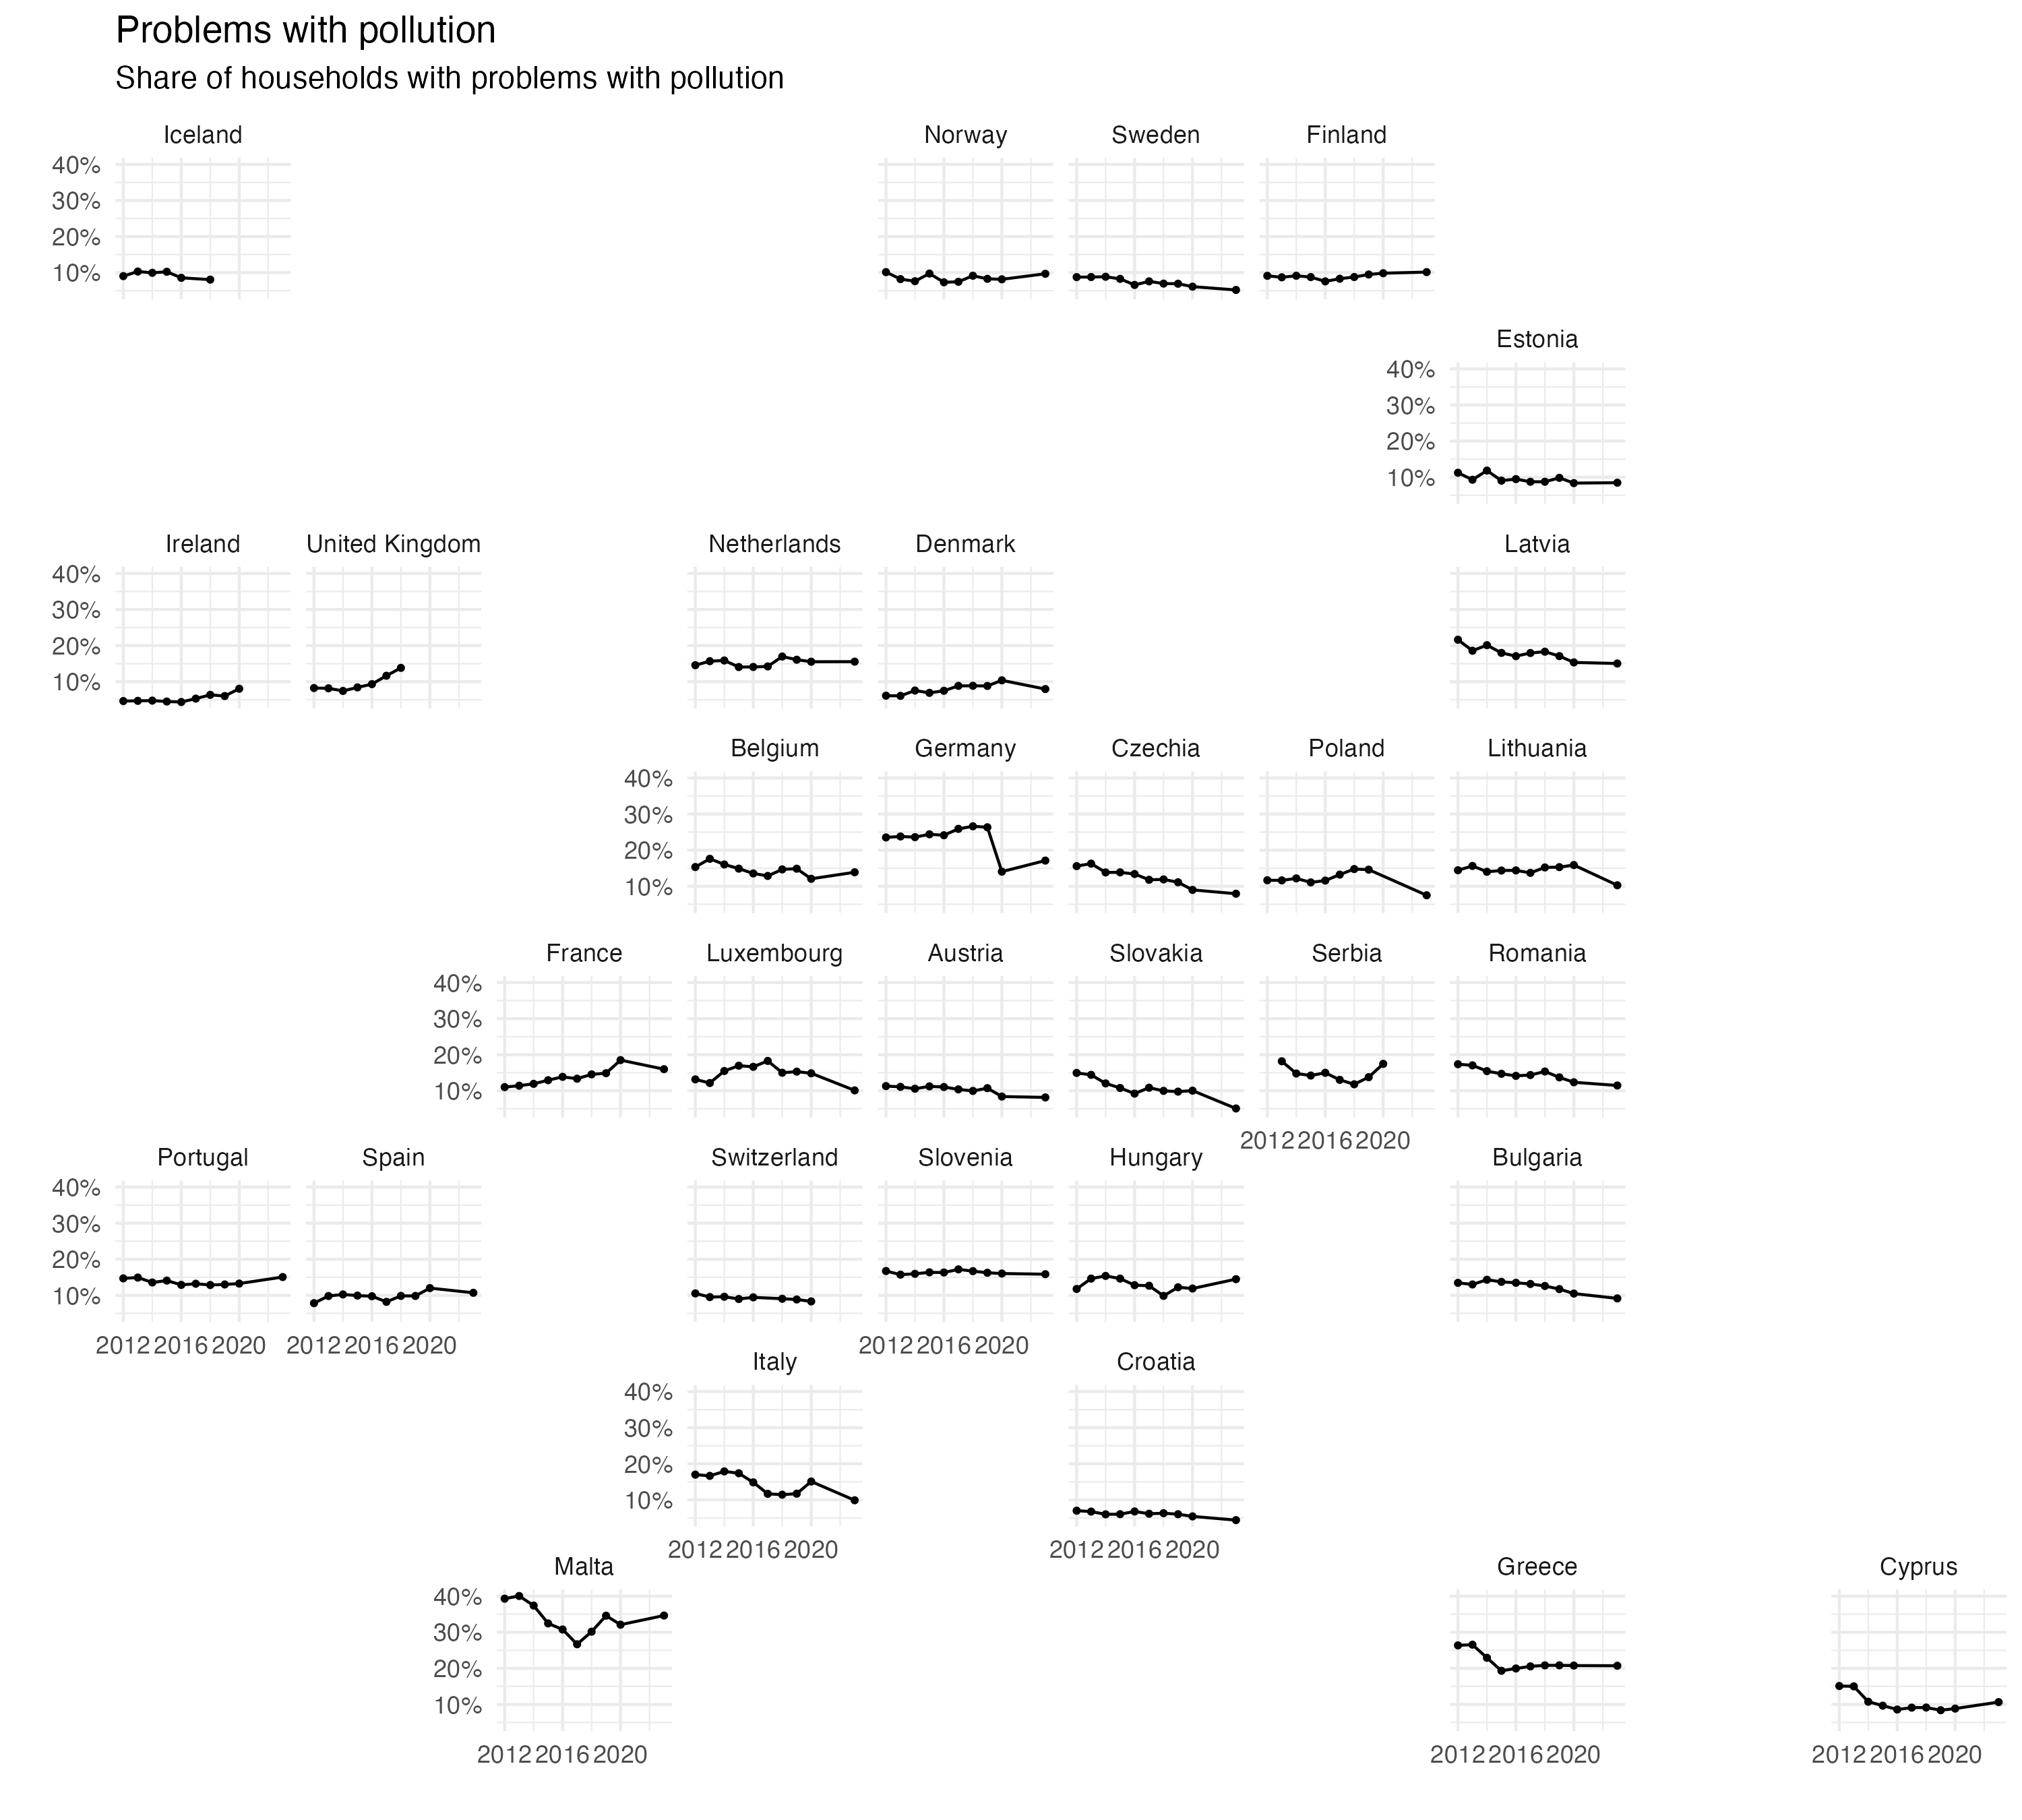 Problems with pollution
Share of households with problems with pollution
Iceland Norway Sweden Finland
40%
30%
20%
10%
Estonia
40%
30%
20%
10%
Ireland United Kingdom Netherlands Denmark Latvia
40%
30%
20%
10%
Belgium Germany Czechia Poland Lithuania
40%
30%
20%
10%
France Luxembourg Austria Slovakia Serbia Romania
40%
30%
20%
10%
2012 2016 2020
Portugal Spain Switzerland Slovenia Hungary Bulgaria
40%
30%
20%
10%
2012 2016 2020 2012 2016 2020 2012 2016 2020
Italy Croatia
40%
30%
20%
10%
2012 2016 2020 2012 2016 2020
Malta Greece Cyprus
40%
30%
20%
10%
2012 2016 2020 2012 2016 2020 2012 2016 2020